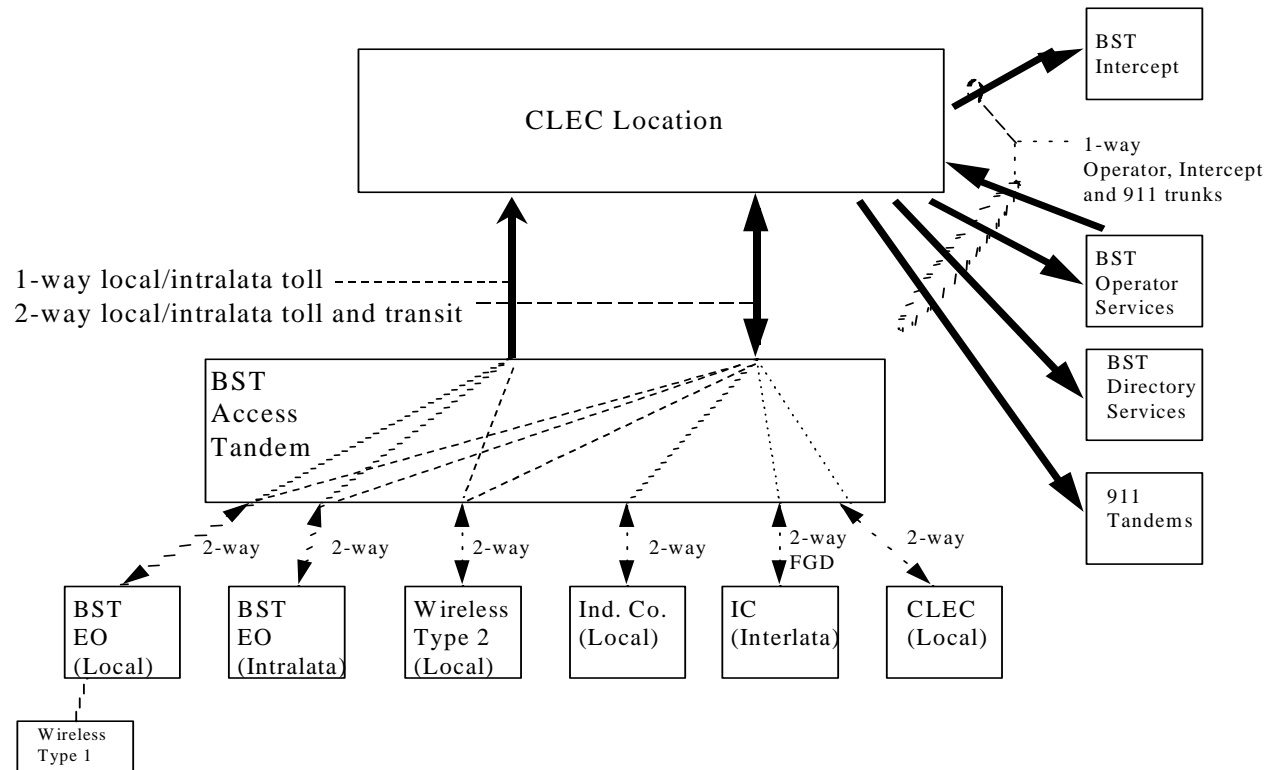 BST
Intercept
CLEC Location
1-way
Operator, Intercept
and 911 trunks
BST
Operator
Services
1-way local/intralata toll
2-way local/intralata toll and transit
BST
Access
Tandem
BST
Directory
Services
911
Tandems
2-way
2-way
2-way
2-way
2-way
FGD
2-way
BST
EO
(Local)
BST
EO
(Intralata)
Wireless
Type 2
(Local)
Ind. Co.
(Local)
IC
(Interlata)
CLEC
(Local)
Wireless
Type 1